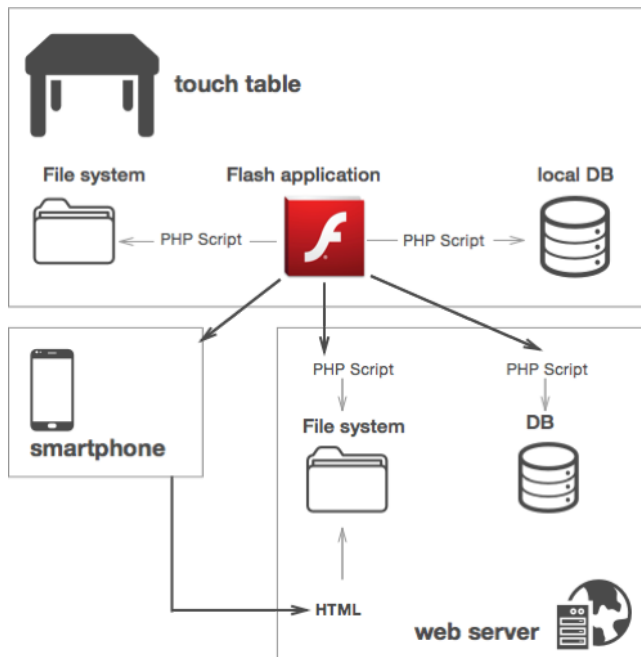 touch table
File system
Flash application
local DB
PHP Script
PHP Script
smartphone
PHP Script
PHP Script
File system
DB
HTML
web server